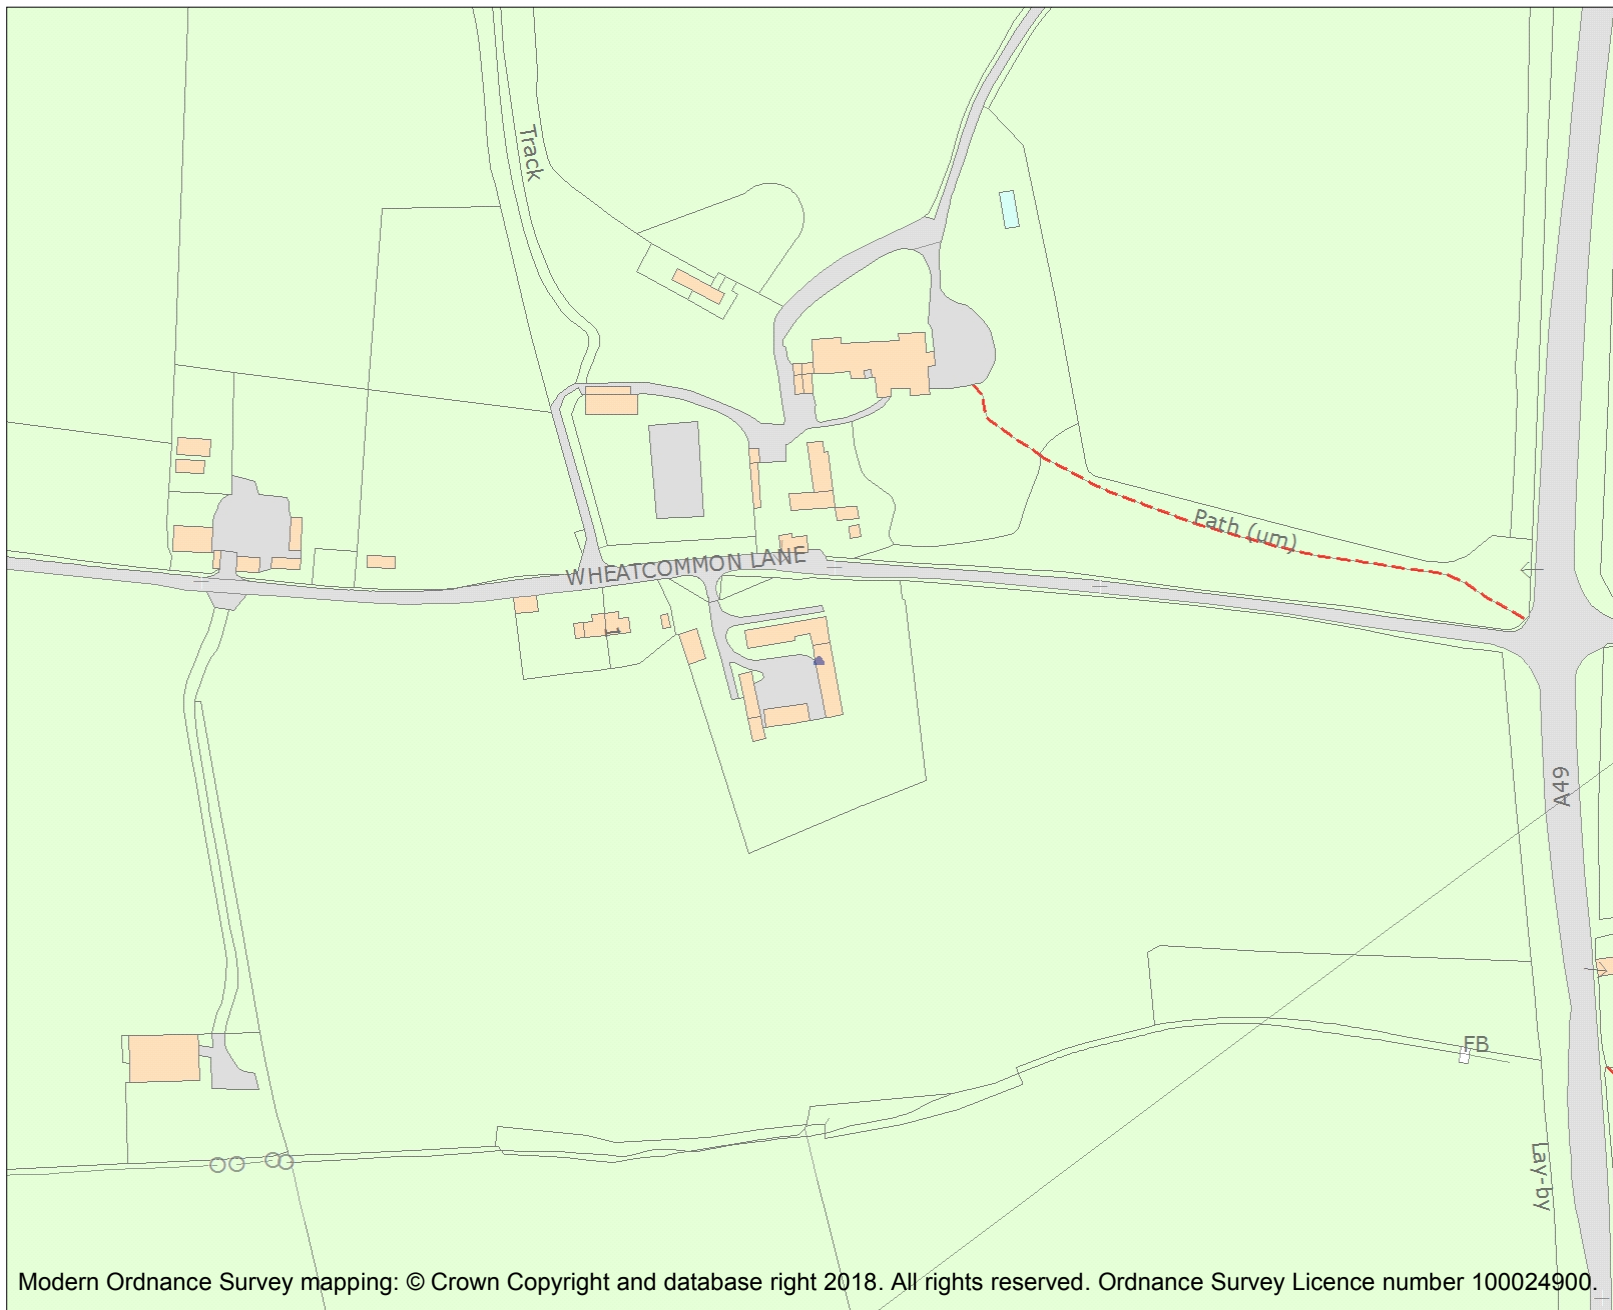 Track
Path (um)
WHEATCOMMON LANE
1
A49
FB
Lay-by
Modern Ordnance Survey mapping: © Crown Copyright and database right 2018. All rights reserved. Ordnance Survey Licence number 100024900.